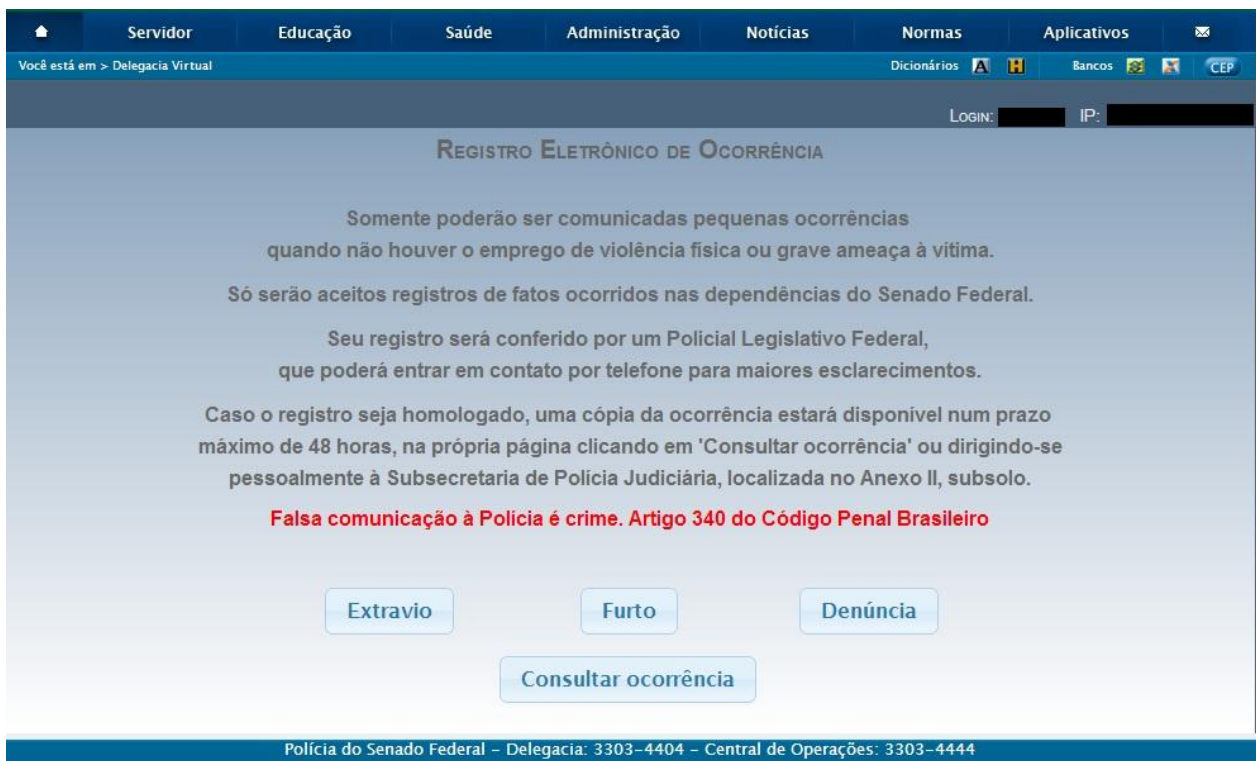 Servidor Educação Saúde Administração Notícias Normas Aplicativos
Você está em > Delegacia Virtual Dicionários A H Bancos CEP
Login: IP:
Registro Eletrônico de Ocorrência
Somente poderão ser comunicadas pequenas ocorrências
quando não houver o emprego de violência física ou grave ameaça à vítima.
Só serão aceitos registros de fatos ocorridos nas dependências do Senado Federal.
Seu registro será conferido por um Policial Legislativo Federal,
que poderá entrar em contato por telefone para maiores esclarecimentos.
Caso o registro seja homologado, uma cópia da ocorrência estará disponível num prazo
máximo de 48 horas, na própria página clicando em 'Consultar ocorrência' ou dirigindo-se
pessoalmente à Subsecretaria de Polícia Judiciária, localizada no Anexo II, subsolo.
Falsa comunicação à Polícia é crime. Artigo 340 do Código Penal Brasileiro
Extravio Furto Denúncia
Consultar ocorrência
Polícia do Senado Federal – Delegacia: 3303-4404 – Central de Operações: 3303-4444